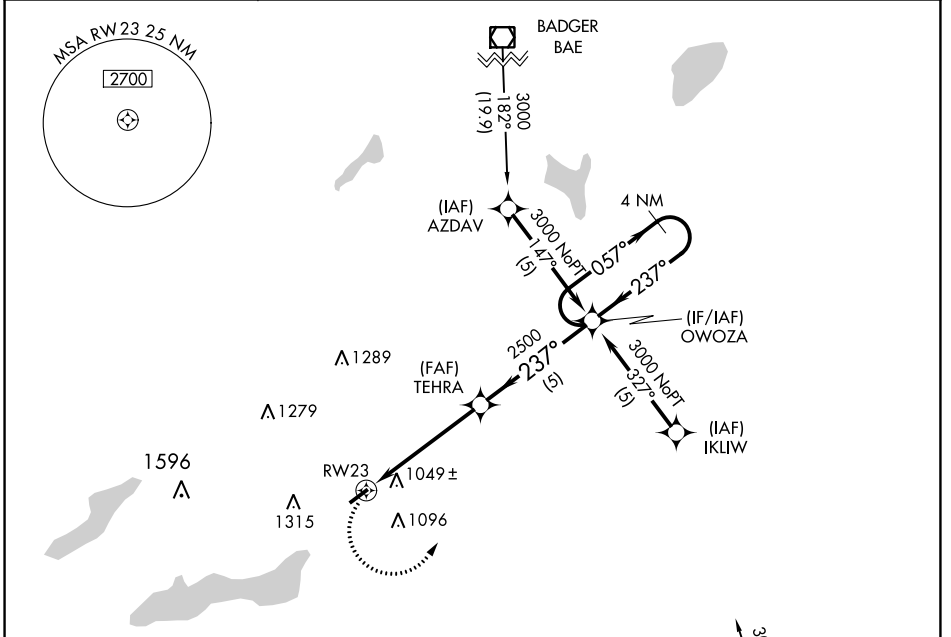 MSA RW 23 25 NM
2700
BADGER
BAE
3000
182°
(19.9)
(IAF)
AZDAV
3000 NoPT
147°
(5)
4 NM
057°
237°
(IF/IAF)
OWOZA
2500
237°
(5)
(FAF)
TEHRA
3000 NoPT
327°
(5)
(IAF)
IKLIW
1289
1279
1596
1315
RW23
1049±
1096